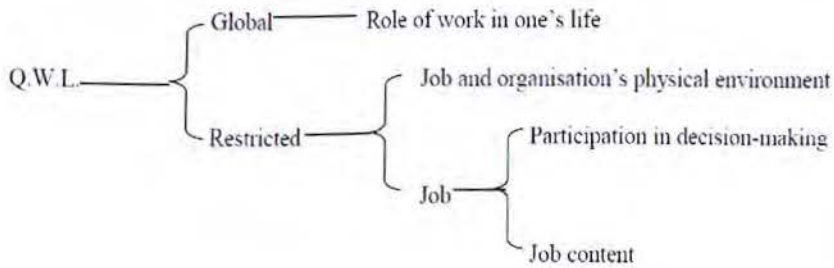 Global
Role of work in one's life
Q.W.L.
Job and organisation's physical environment
Restricted
Participation in decision-making
Job
Job content